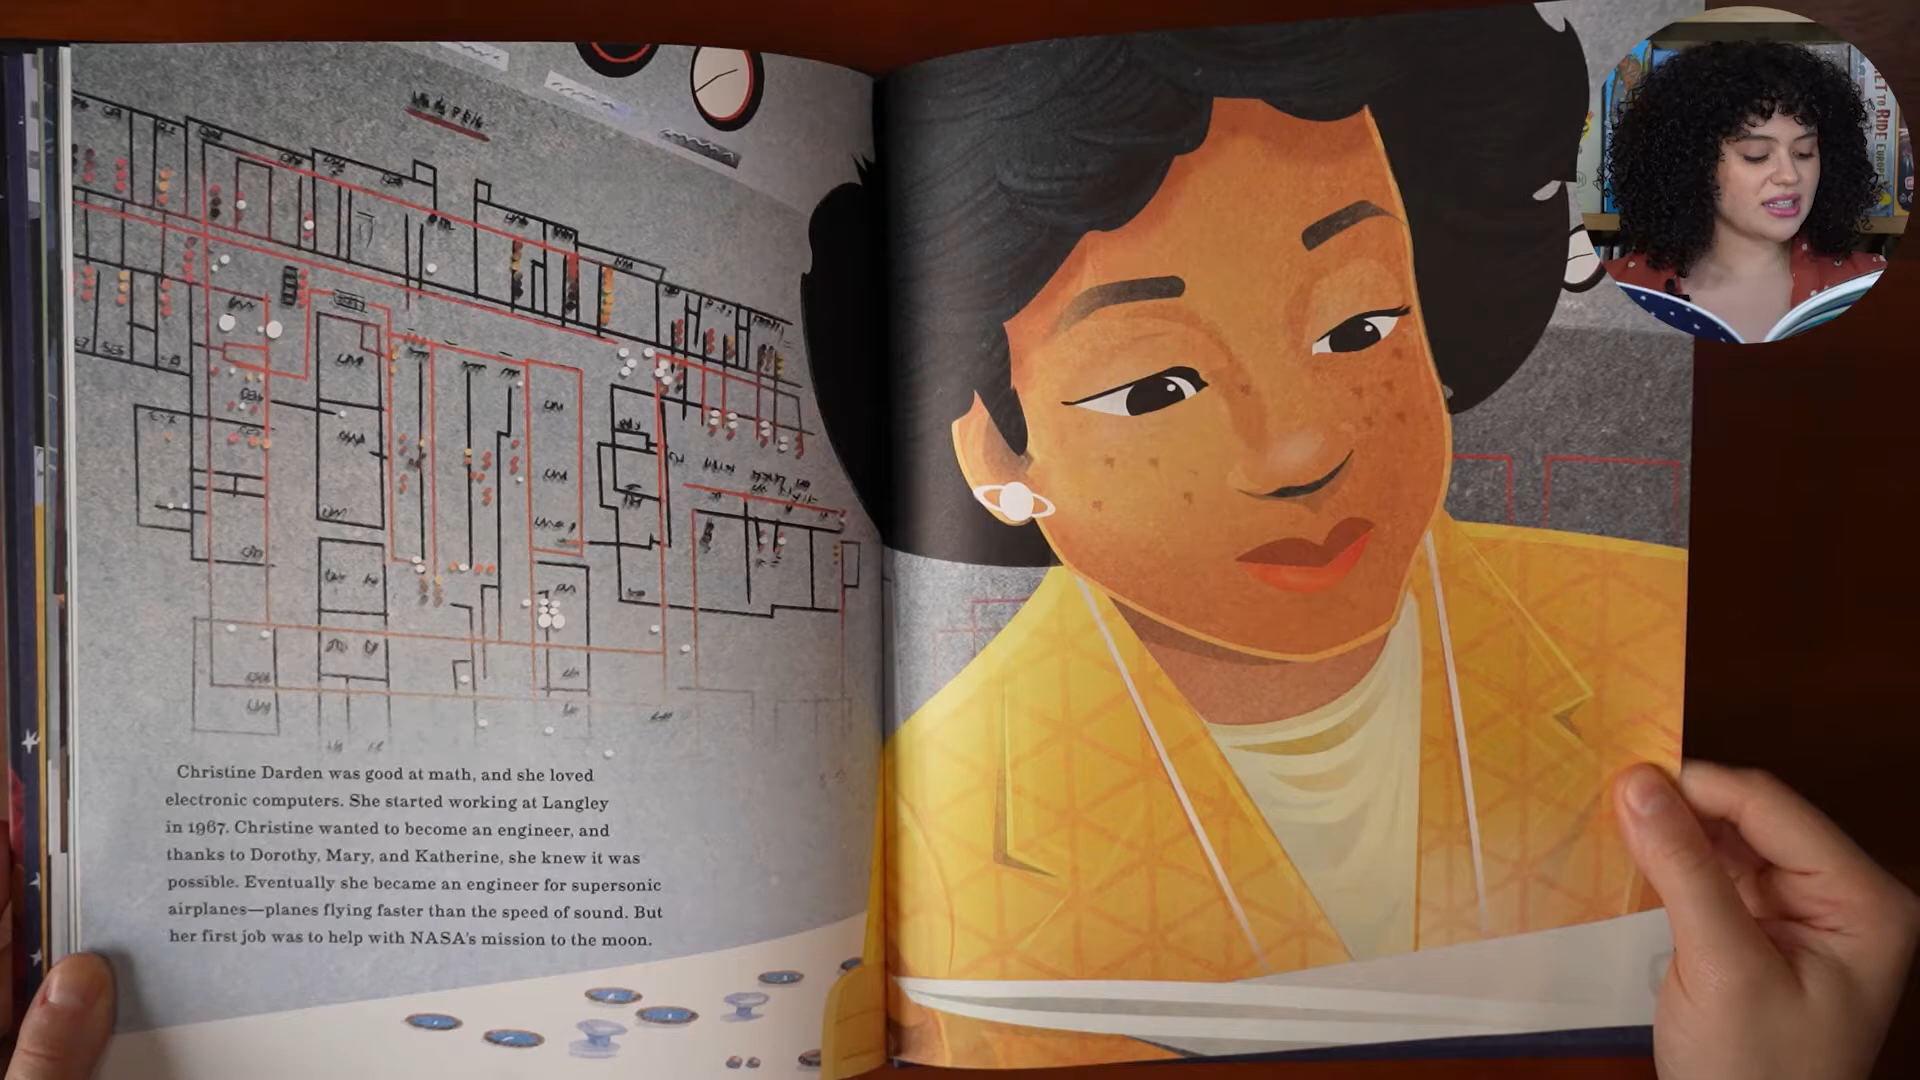 Christine Darden was good at math, and she loved
electronic computers. She started working at Langley
in 1967. Christine wanted to become an engineer, and
thanks to Dorothy, Mary, and Katherine, she knew it was
possible. Eventually she became an engineer for supersonic
airplanes—planes flying faster than the speed of sound. But
her first job was to help with NASA's mission to the moon.
TO RIDE